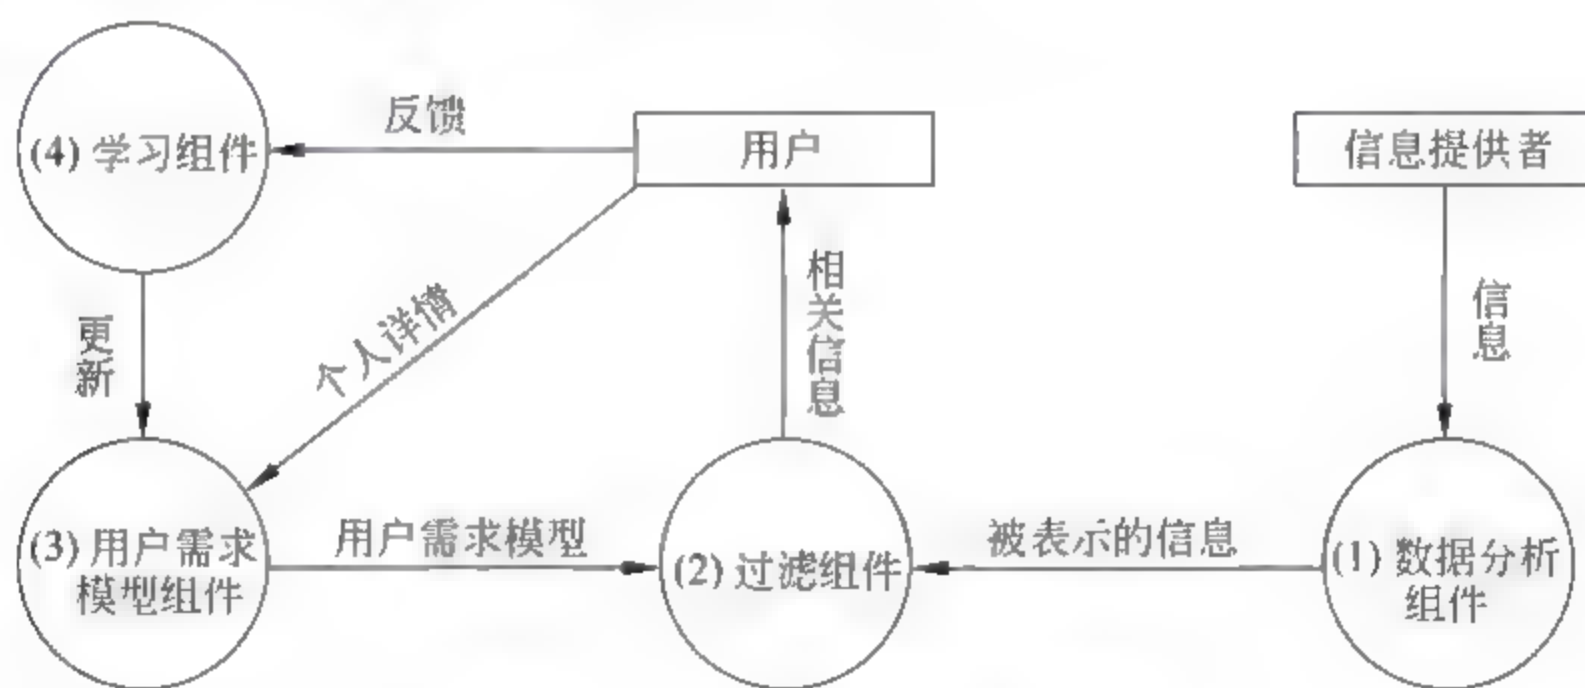 反馈
(4) 学习组件
用户
信息提供者
更新
个人详情
相关信息
信息
(3) 用户需求
模型组件
用户需求模型
(2) 过滤组件
被表示的信息
(1) 数据分析
组件